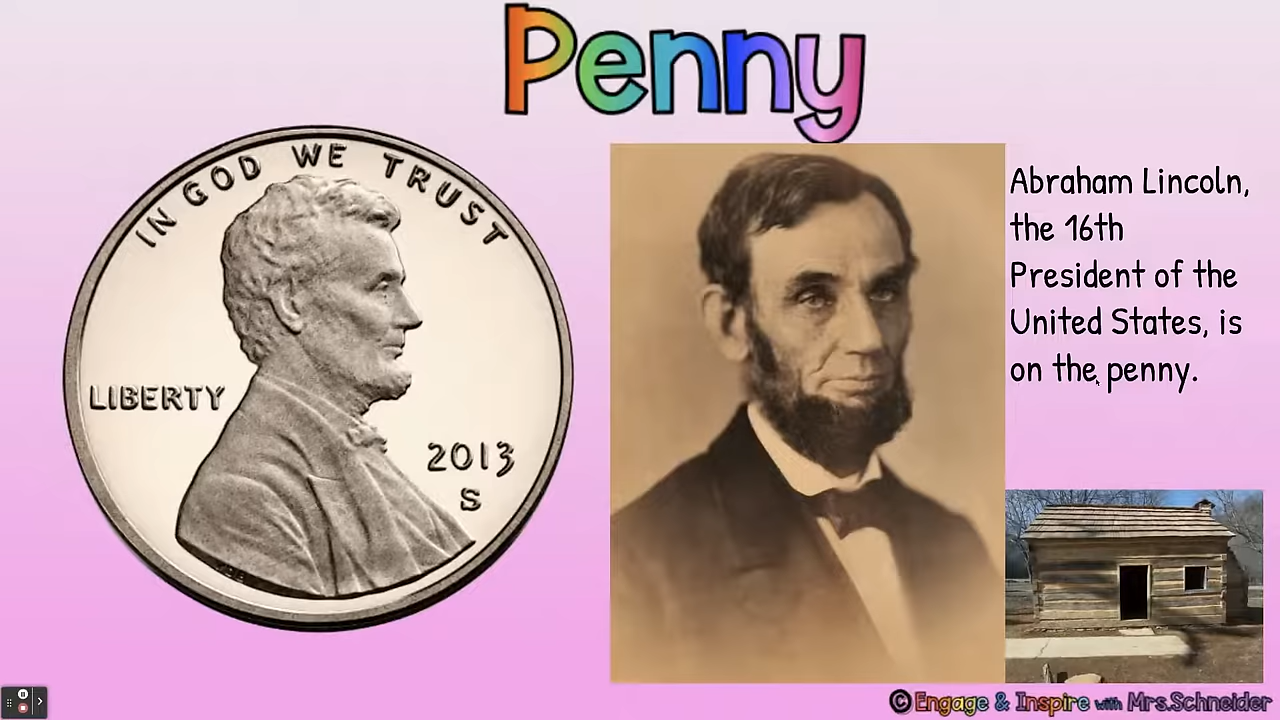 Penny
IN GOD WE TRUST
LIBERTY
2013
S
Abraham Lincoln,
the 16th
President of the
United States, is
on the penny.
© Engage & Inspire with Mrs.Schneider